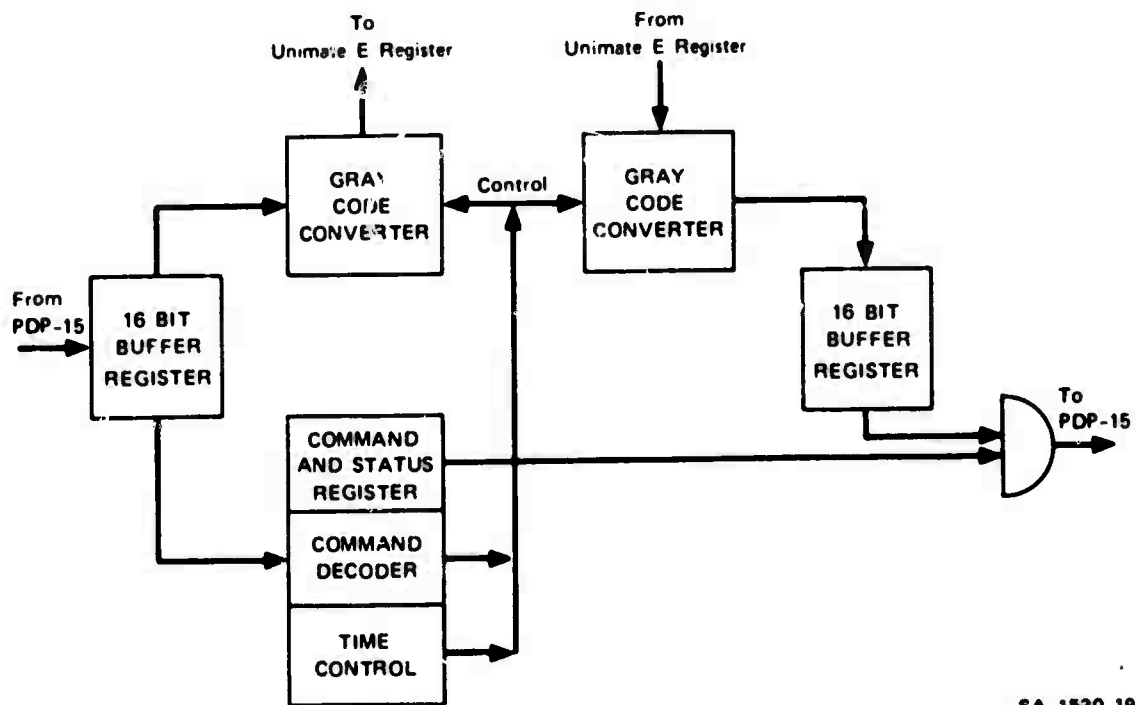 To
Unimate E Register
From
Unimate E Register
GRAY
CODE
CONVERTER
Control
GRAY
CODE
CONVERTER
From
PDP-15
16 BIT
BUFFER
REGISTER
16 BIT
BUFFER
REGISTER
To
PDP-15
COMMAND
AND STATUS
REGISTER
COMMAND
DECODER
TIME
CONTROL